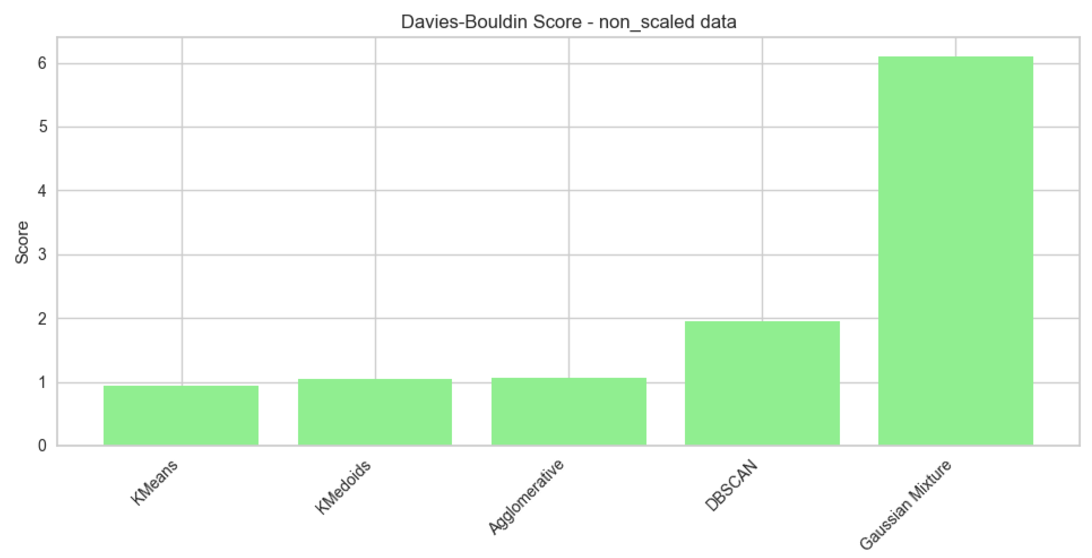 Davies-Bouldin Score - non_scaled data
Score
6
5
4
3
2
1
0
KMeans
KMedoids
Agglomerative
DBSCAN
Gaussian Mixture